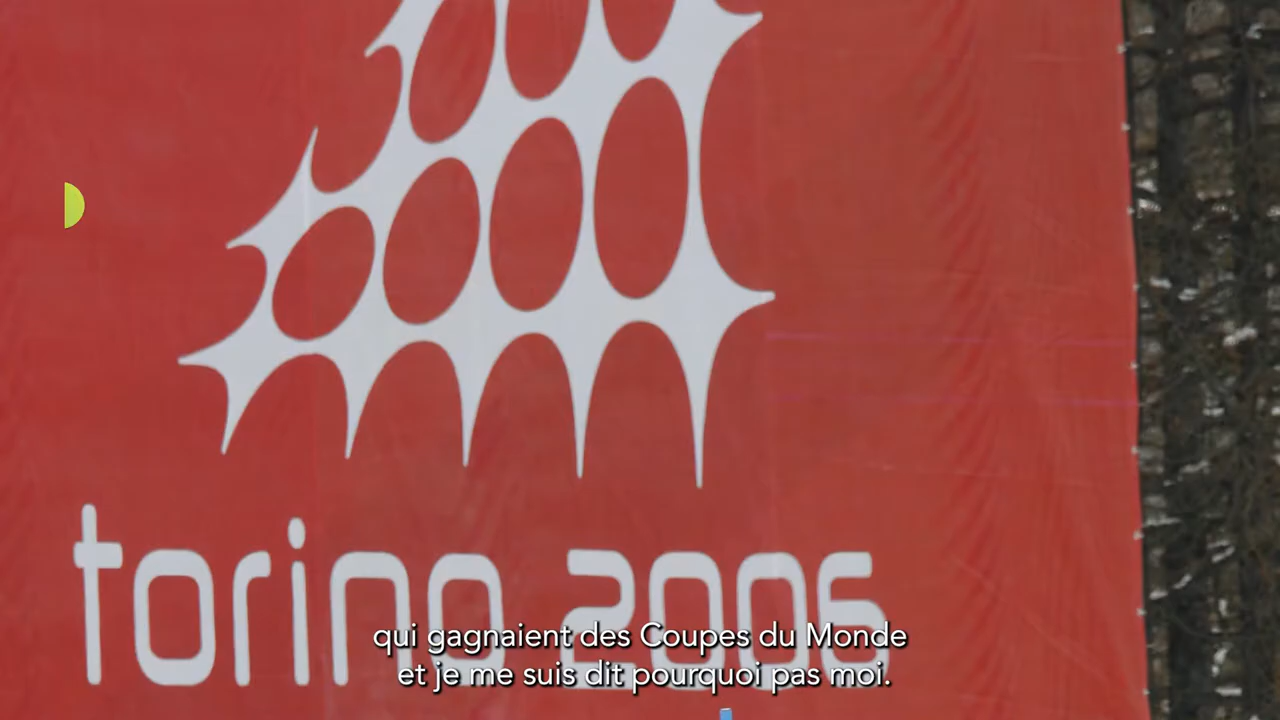 torino 2006
qui gagnaient des Coupes du Monde
et je me suis dit pourquoi pas moi.